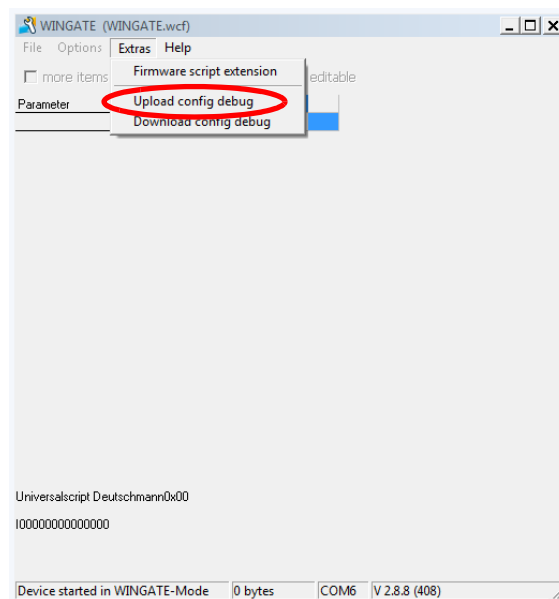 WINGATE (WINGATE.wcf)
File Options Extras Help
more items editable
Firmware script extension
Parameter
Upload config debug
Download config debug
Universalscript Deutschmann0x00
I00000000000000
Device started in WINGATE-Mode 0 bytes COM6 V 2.8.8 (408)